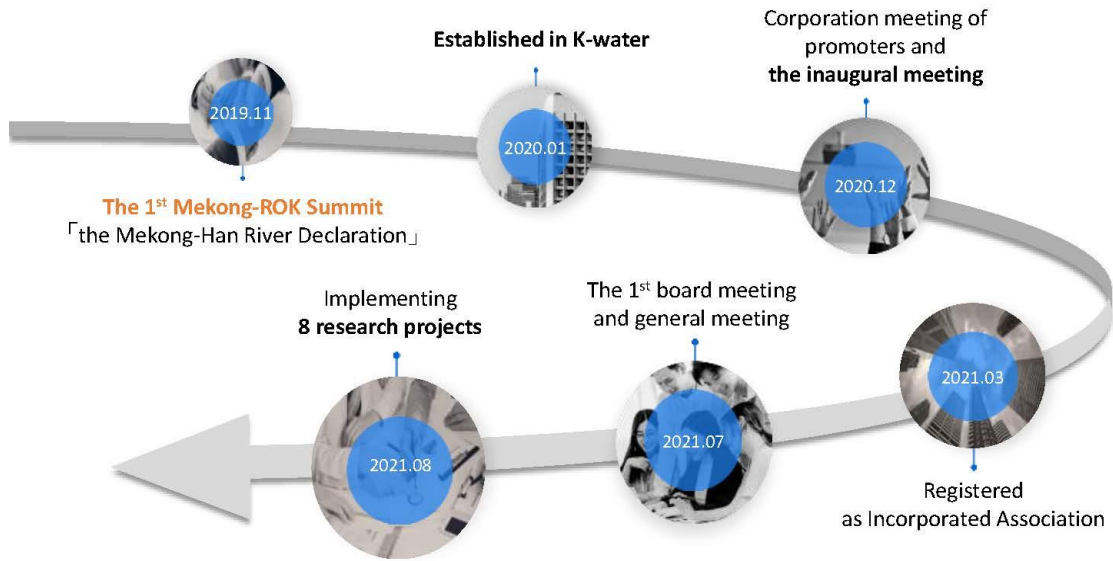 2019.11
The 1st Mekong-ROK Summit
「the Mekong-Han River Declaration」
Established in K-water
2020.01
Corporation meeting of
promoters and
the inaugural meeting
2020.12
2021.03
Registered
as Incorporated Association
The 1st board meeting
and general meeting
2021.07
Implementing
8 research projects
2021.08